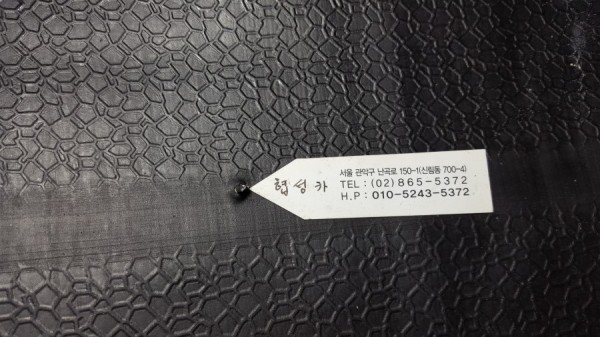 협성카
서울 관악구 난곡로 150-1(신림동 700-4)
TEL : (02) 865-5372
H.P : 010-5243-5372